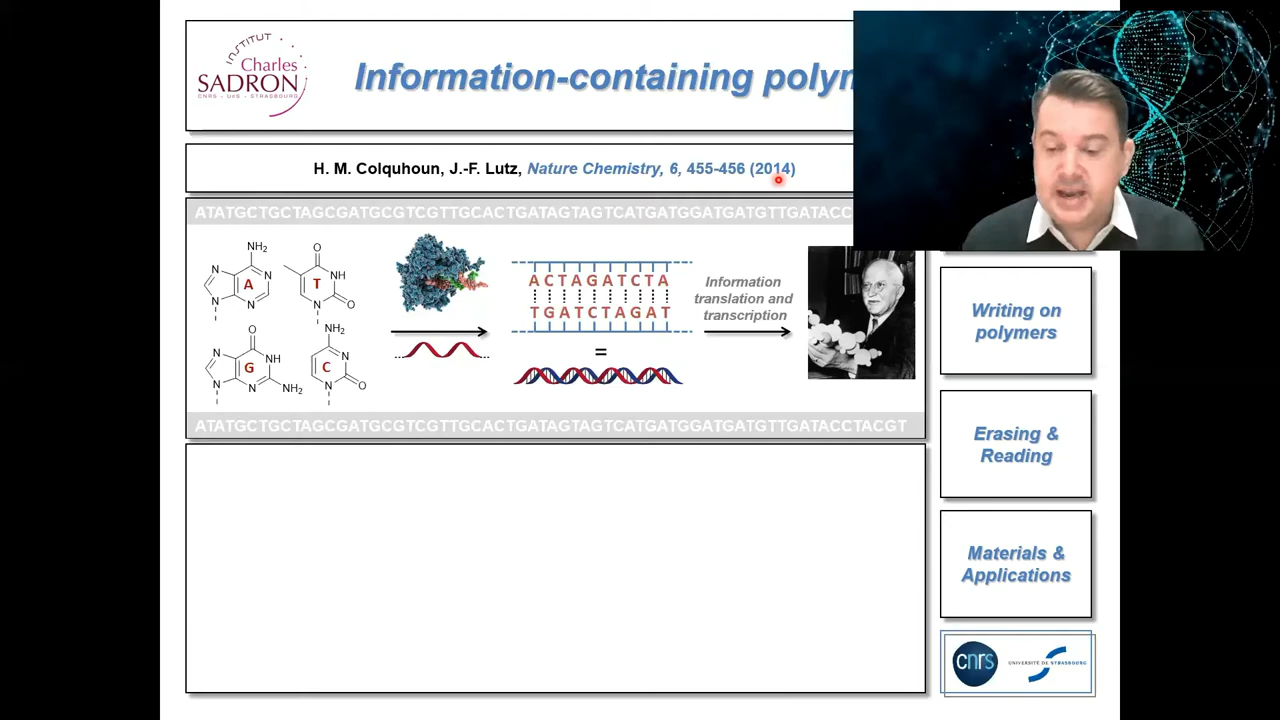 INSTITUT
Charles
SADRON
CNRS - UdS - STRASBOURG
Information-containing polym
H. M. Colquhoun, J.-F. Lutz, Nature Chemistry, 6, 455-456 (2014)
ATATGCTGCTAGCGATGCGTCGTTGCACTGATAGTAGTCATGATGGATGATGTTGATACC
NH2
N
N
N
N
A
O
NH
N
O
T
Information
translation and
transcription
A C T A G A T C T A
T G A T C T A G A T
=
O
N
NH
N
N
NH2
G
NH2
N
N
O
C
ATATGCTGCTAGCGATGCGTCGTTGCACTGATAGTAGTCATGATGGATGATGTTGATACCTACGT
Writing on
polymers
Erasing &
Reading
Materials &
Applications
cnrs
UNIVERSITÉ DE STRASBOURG